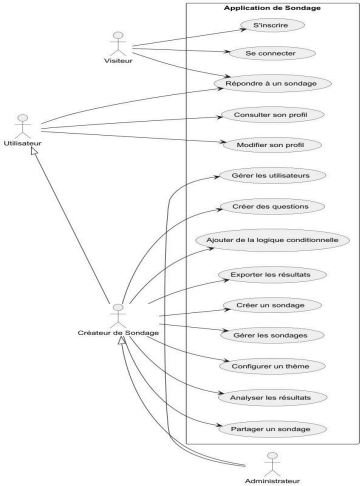 Application de Sondage
S'inscrire
Se connecter
Visiteur
Répondre à un sondage
Consulter son profil
Utilisateur
Modifier son profil
Gérer les utilisateurs
Créer des questions
Ajouter de la logique conditionnelle
Exporter les résultats
Créer un sondage
Créateur de Sondage
Gérer les sondages
Configurer un thème
Analyser les résultats
Partager un sondage
Administrateur